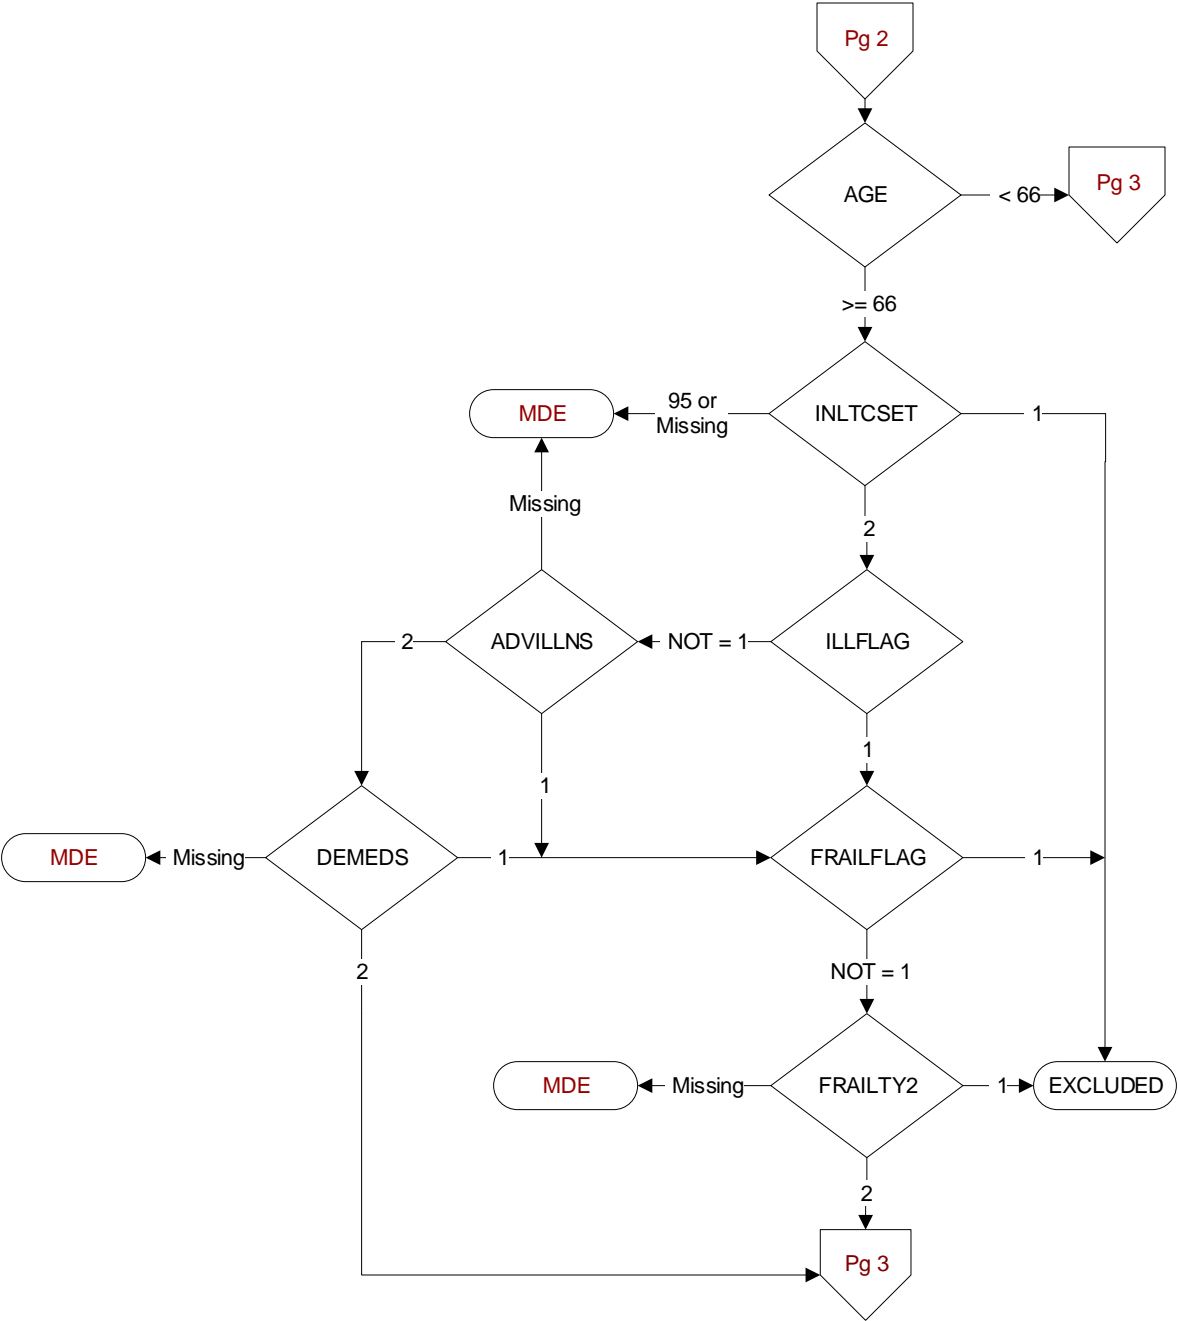 Pg 2
AGE
< 66
Pg 3
>= 66
MDE
95 or
Missing
INLTCSET
1
Missing
2
2
ADVILLNS
NOT = 1
ILLFLAG
1
1
MDE
Missing
DEMEDS
1
FRAILFLAG
1
2
NOT = 1
MDE
Missing
FRAILTY2
1
EXCLUDED
2
Pg 3